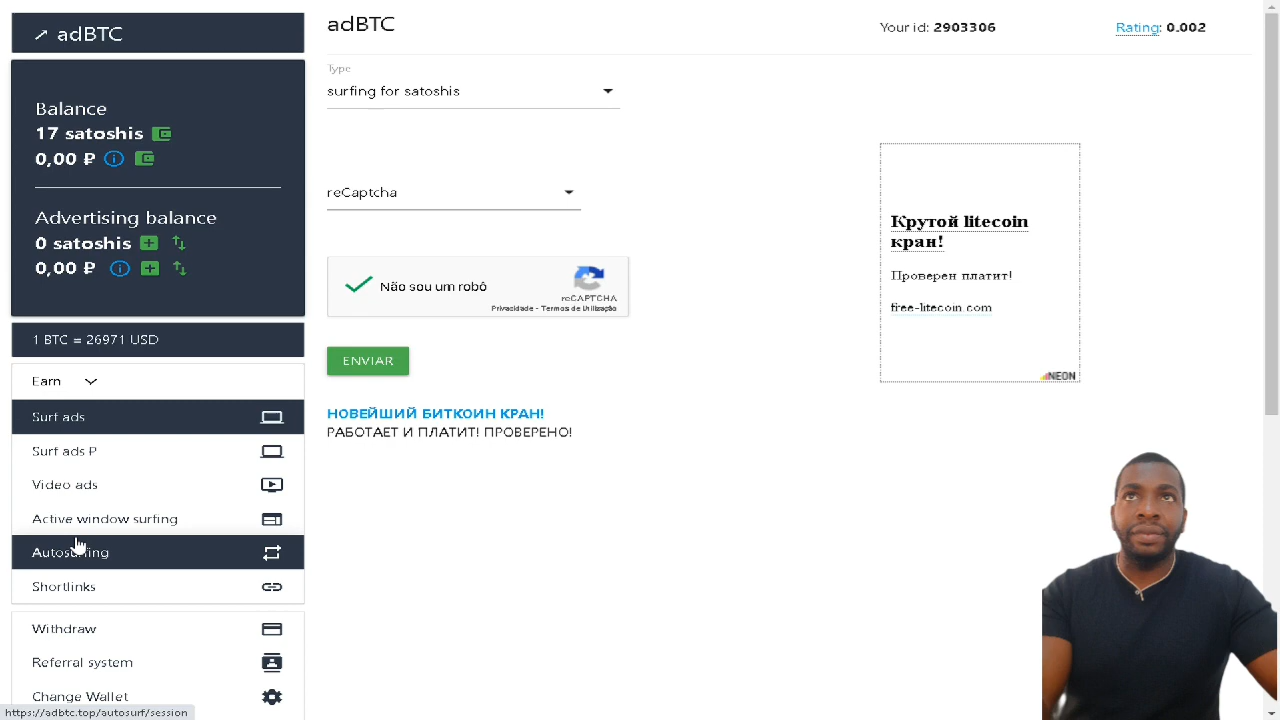 adBTC
Balance
17 satoshis
0,00 ₽
Advertising balance
0 satoshis
0,00 ₽
1 BTC = 26971 USD
Earn
Surf ads
Surf ads P
Video ads
Active window surfing
Autosurfing
Shortlinks
Withdraw
Referral system
Change Wallet
https://adbtc.top/autosurf/session
adBTC
Your id: 2903306
Rating: 0.002
Type
surfing for satoshis
reCaptcha
Não sou um robô
reCAPTCHA
Privacidade - Termos de Utilização
ENVIAR
НОВЕЙШИЙ БИТКОИН КРАН!
РАБОТАЕТ И ПЛАТИТ! ПРОВЕРЕНО!
Крутой litecoin
кран!
Проверен платит!
free-litecoin.com
NEON